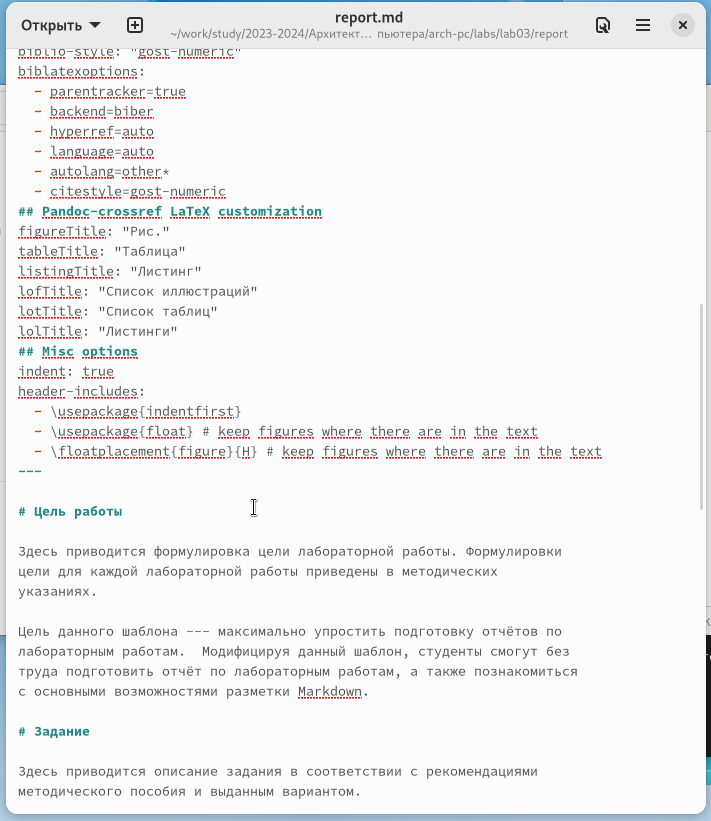 Открыть
report.md
~/work/study/2023-2024/Архитект… пьютера/arch-pc/labs/lab03/report
biblio-style: "gost-numeric"
biblatexoptions:
  - parentracker=true
  - backend=biber
  - hyperref=auto
  - language=auto
  - autolang=other*
  - citestyle=gost-numeric
## Pandoc-crossref LaTeX customization
figureTitle: "Рис."
tableTitle: "Таблица"
listingTitle: "Листинг"
lofTitle: "Список иллюстраций"
lotTitle: "Список таблиц"
lolTitle: "Листинги"
## Misc options
indent: true
header-includes:
  - \usepackage{indentfirst}
  - \usepackage{float} # keep figures where there are in the text
  - \floatplacement{figure}{H} # keep figures where there are in the text
---
# Цель работы
Здесь приводится формулировка цели лабораторной работы. Формулировки
цели для каждой лабораторной работы приведены в методических
указаниях.
Цель данного шаблона --- максимально упростить подготовку отчётов по
лабораторным работам.  Модифицируя данный шаблон, студенты смогут без
труда подготовить отчёт по лабораторным работам, а также познакомиться
с основными возможностями разметки Markdown.
# Задание
Здесь приводится описание задания в соответствии с рекомендациями
методического пособия и выданным вариантом.